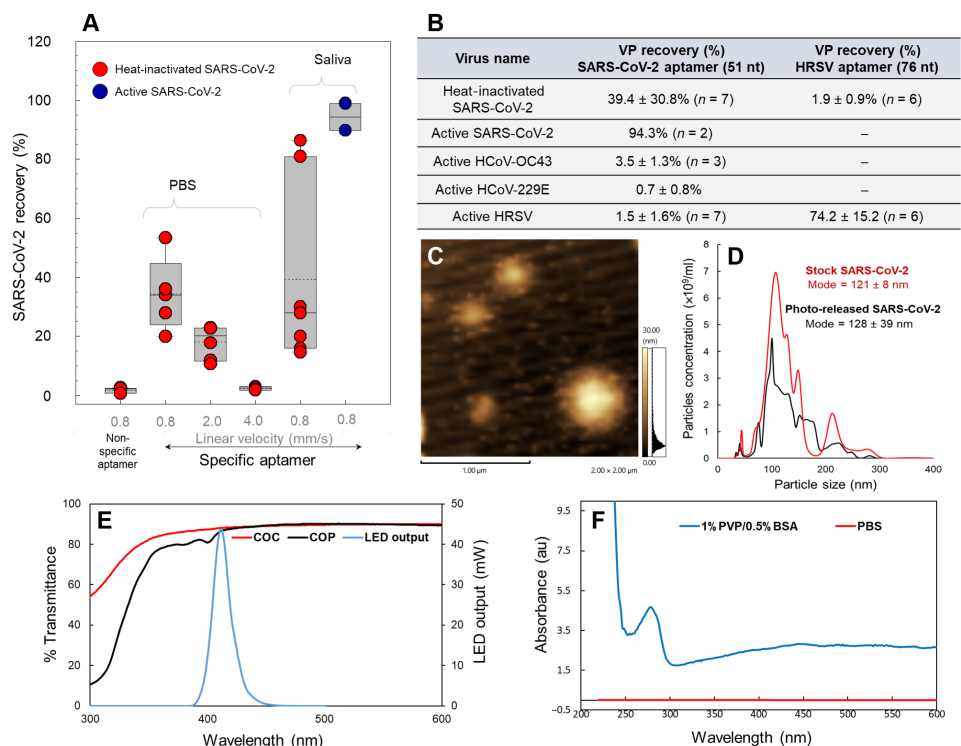 A
120
100
80
60
40
20
0
SARS-CoV-2 recovery (%)
Heat-inactivated SARS-CoV-2
Active SARS-CoV-2
Saliva
PBS
0.8 0.8 2.0 4.0 0.8 0.8
Linear velocity (mm/s)
Non-
specific
aptamer
Specific aptamer
B
Virus name
VP recovery (%)
SARS-CoV-2 aptamer (51 nt)
VP recovery (%)
HRSV aptamer (76 nt)
Heat-inactivated
SARS-CoV-2
39.4 ± 30.8% (n = 7)
1.9 ± 0.9% (n = 6)
Active SARS-CoV-2 94.3% (n = 2) –
Active HCoV-OC43 3.5 ± 1.3% (n = 3) –
Active HCoV-229E 0.7 ± 0.8% –
Active HRSV 1.5 ± 1.6% (n = 7) 74.2 ± 15.2 (n = 6)
C
30.00
(nm)
0.00
1.00 μm
2.00 × 2.00 μm
D
8
7
6
5
4
3
2
1
0
Particles concentration (×10⁹/ml)
Stock SARS-CoV-2
Mode = 121 ± 8 nm
Photo-released SARS-CoV-2
Mode = 128 ± 39 nm
0 100 200 300 400
Particle size (nm)
E
100
80
60
40
20
0
% Transmittance
COC COP LED output
50
40
30
20
10
0
LED output (mW)
300 400 500 600
Wavelength (nm)
F
9.5
7.5
5.5
3.5
1.5
–0.5
Absorbance (au)
1% PVP/0.5% BSA PBS
200 250 300 350 400 450 500 550 600
Wavelength (nm)